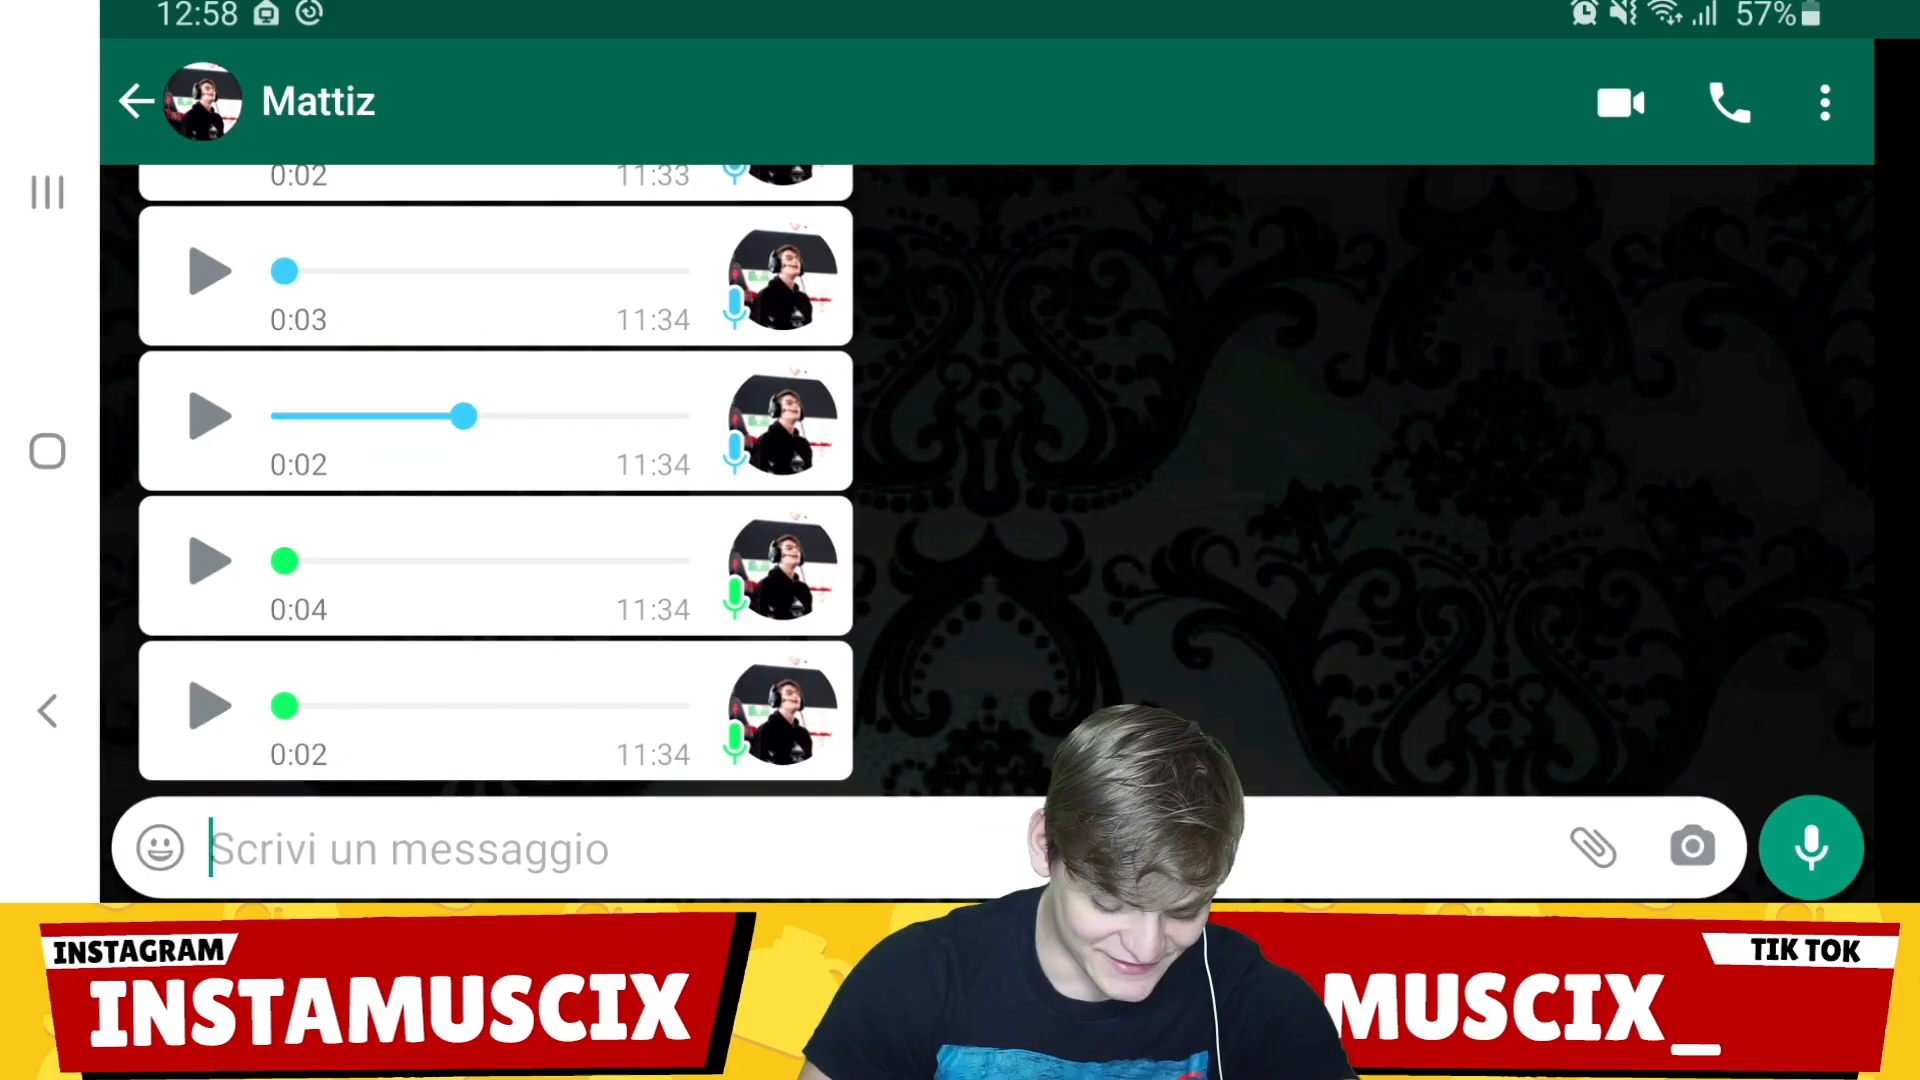 12:58
57%
Mattiz
0:02 11:33
0:03 11:34
0:02 11:34
0:04 11:34
0:02 11:34
Scrivi un messaggio
INSTAGRAM
INSTAMUSCIX
TIK TOK
MUSCIX_